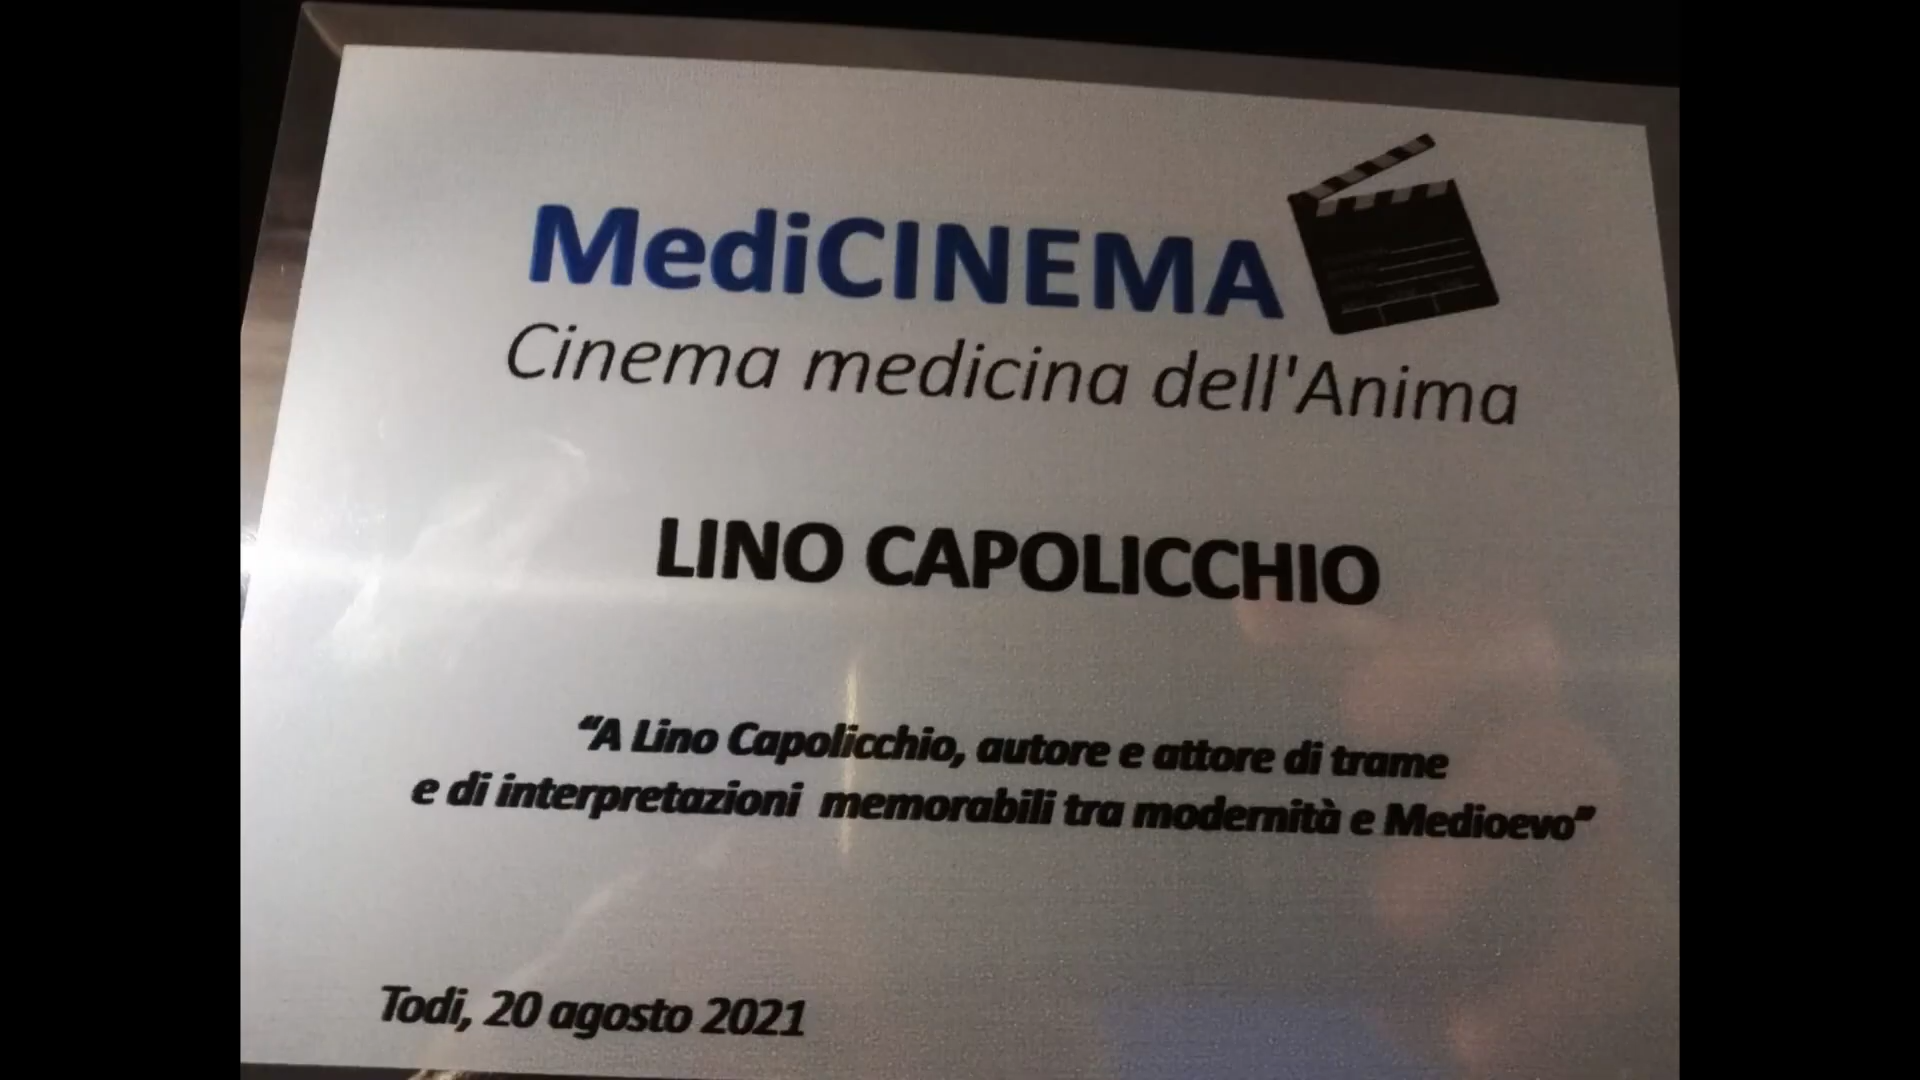 MediCINEMA
Cinema medicina dell'Anima
LINO CAPOLICCHIO
“A Lino Capolicchio, autore e attore di trame
e di interpretazioni memorabili tra modernità e Medioevo”
Todi, 20 agosto 2021